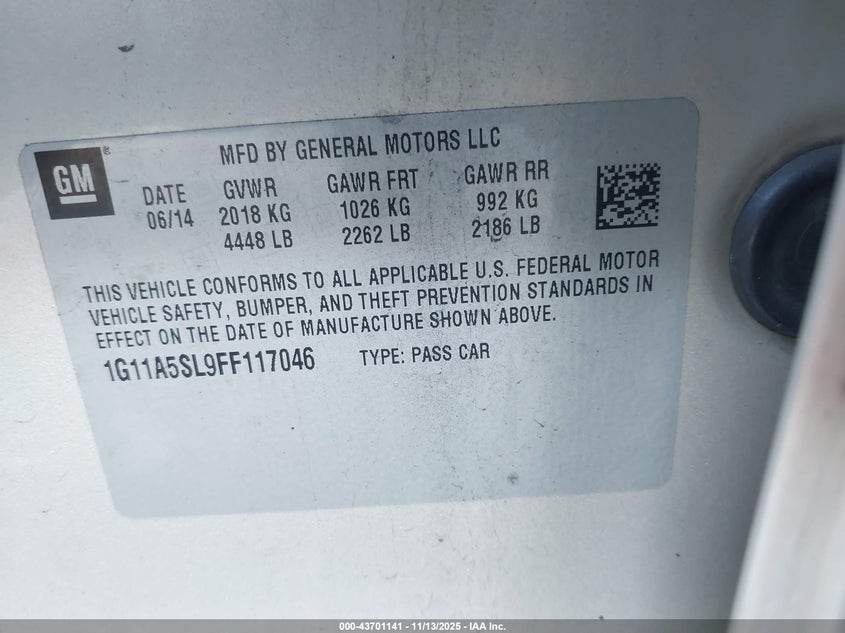 MFD BY GENERAL MOTORS LLC
GM
DATE GVWR GAWR FRT GAWR RR
06/14 2018 KG 1026 KG 992 KG
4448 LB 2262 LB 2186 LB
THIS VEHICLE CONFORMS TO ALL APPLICABLE U.S. FEDERAL MOTOR
VEHICLE SAFETY, BUMPER, AND THEFT PREVENTION STANDARDS IN
EFFECT ON THE DATE OF MANUFACTURE SHOWN ABOVE.
1G11A5SL9FF117046 TYPE: PASS CAR
000-43701141 - 11/13/2025 - IAA Inc.